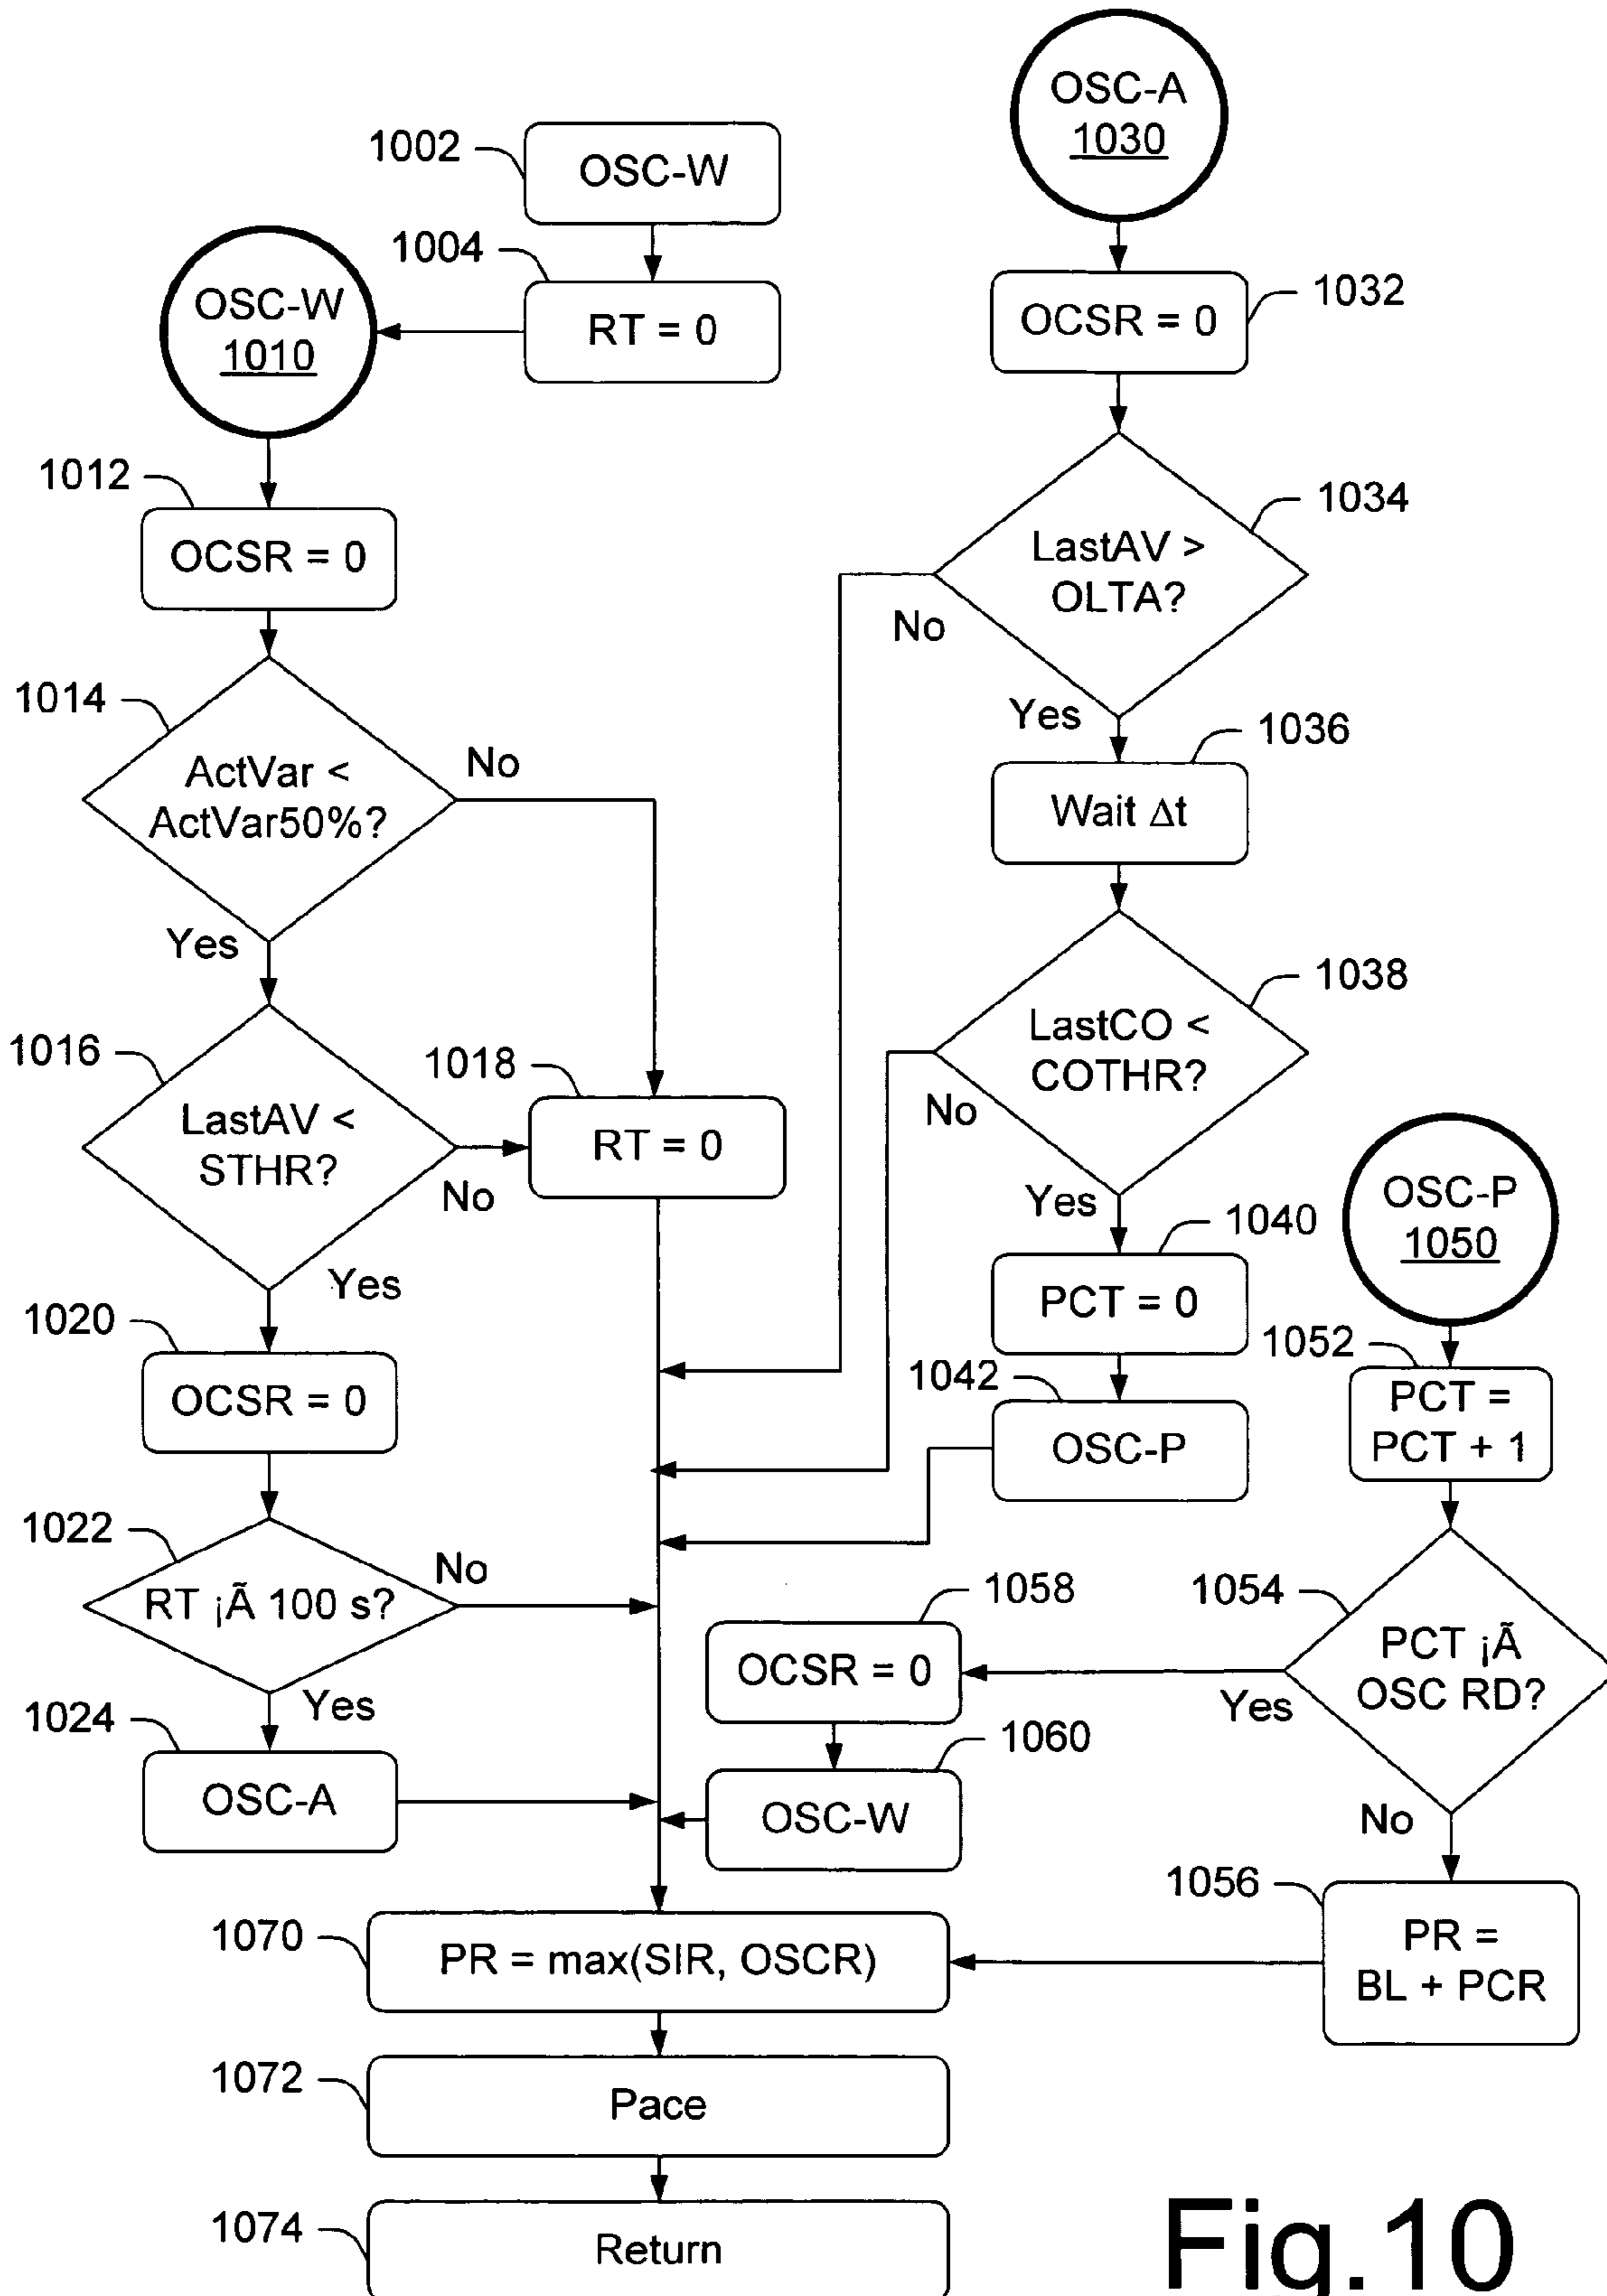 1002
OSC-W
1004
RT = 0
OSC-W
1010
1012
OCSR = 0
1014
ActVar <
ActVar50%?
No
Yes
1016
LastAV <
STHR?
No
Yes
1018
RT = 0
1020
OCSR = 0
1022
RT ¡Ã 100 s?
No
Yes
1024
OSC-A
OSC-A
1030
1032
OCSR = 0
1034
LastAV >
OLTA?
No
Yes
1036
Wait Δt
1038
LastCO <
COTHR?
No
Yes
1040
PCT = 0
1042
OSC-P
OSC-P
1050
1052
PCT =
PCT + 1
1054
PCT ¡Ã
OSC RD?
Yes
No
1058
OCSR = 0
1060
OSC-W
1056
PR =
BL + PCR
1070
PR = max(SIR, OSCR)
1072
Pace
1074
Return
Fig.10